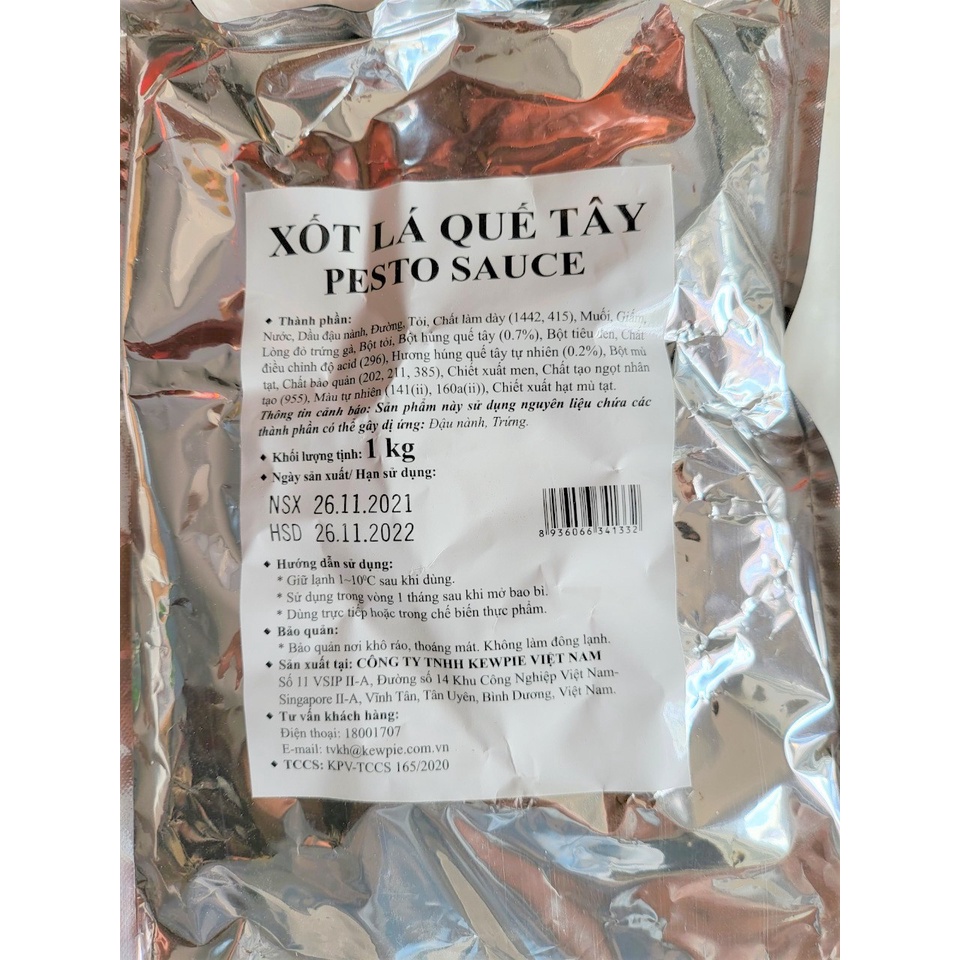 XỐT LÁ QUẾ TÂY
PESTO SAUCE
◆ Thành phần:
Nước, Dầu đậu nành, Đường, Tỏi, Chất làm dày (1442, 415), Muối, Giấm,
Lòng đỏ trứng gà, Bột tỏi, Bột húng quế tây (0.7%), Bột tiêu đen, Chất
điều chỉnh độ acid (296), Hương húng quế tây tự nhiên (0.2%), Bột mù
tạt, Chất bảo quản (202, 211, 385), Chiết xuất men, Chất tạo ngọt nhân
tạo (955), Màu tự nhiên (141(ii), 160a(ii)), Chiết xuất hạt mù tạt.
Thông tin cảnh báo: Sản phẩm này sử dụng nguyên liệu chứa các
thành phần có thể gây dị ứng: Đậu nành, Trứng.
◆ Khối lượng tịnh: 1 kg
◆ Ngày sản xuất/ Hạn sử dụng:
NSX 26.11.2021
HSD 26.11.2022
8 936066 341332
◆ Hướng dẫn sử dụng:
* Giữ lạnh 1~10⁰C sau khi dùng.
* Sử dụng trong vòng 1 tháng sau khi mở bao bì.
* Dùng trực tiếp hoặc trong chế biến thực phẩm.
◆ Bảo quản:
* Bảo quản nơi khô ráo, thoáng mát. Không làm đông lạnh.
◆ Sản xuất tại: CÔNG TY TNHH KEWPIE VIỆT NAM
Số 11 VSIP II-A, Đường số 14 Khu Công Nghiệp Việt Nam-
Singapore II-A, Vĩnh Tân, Tân Uyên, Bình Dương, Việt Nam.
◆ Tư vấn khách hàng:
Điện thoại: 18001707
E-mail: tvkh@kewpie.com.vn
◆ TCCS: KPV-TCCS 165/2020